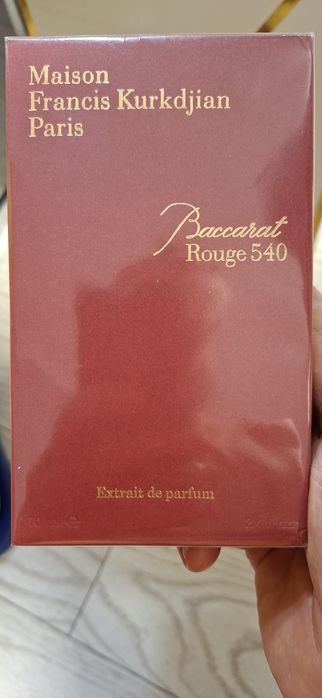 Maison
Francis Kurkdjian
Paris
Baccarat
Rouge 540
Extrait de parfum